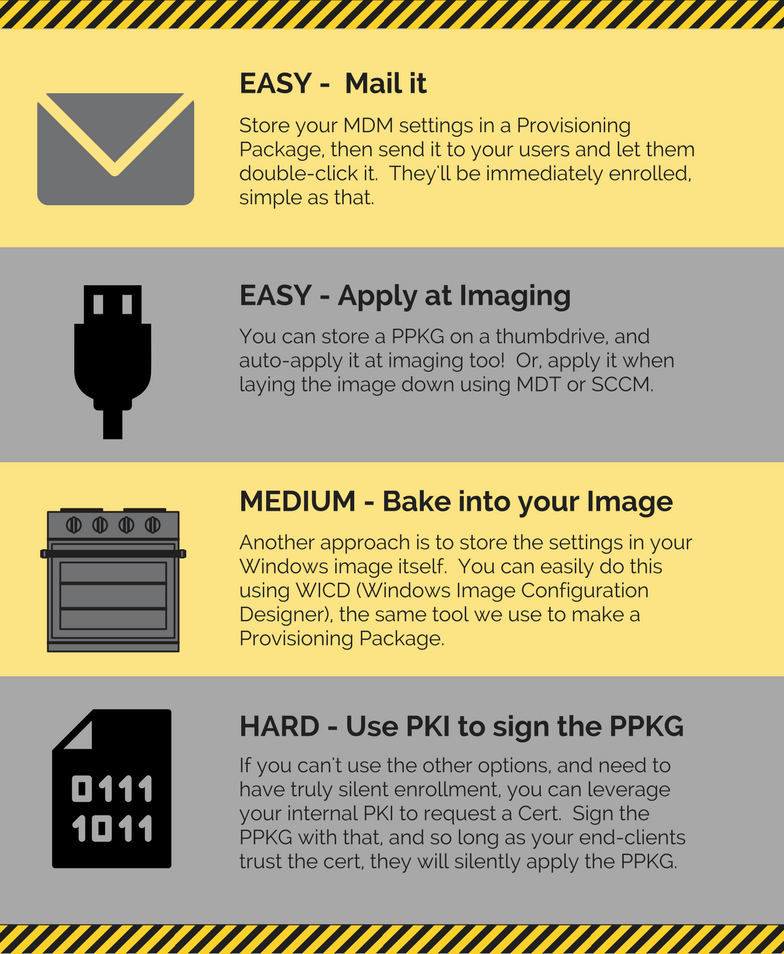 EASY -  Mail it
Store your MDM settings in a Provisioning
Package, then send it to your users and let them
double-click it.  They'll be immediately enrolled,
simple as that.
EASY - Apply at Imaging
You can store a PPKG on a thumbdrive, and
auto-apply it at imaging too!  Or, apply it when
laying the image down using MDT or SCCM.
MEDIUM - Bake into your Image
Another approach is to store the settings in your
Windows image itself.  You can easily do this
using WICD (Windows Image Configuration
Designer), the same tool we use to make a
Provisioning Package.
HARD - Use PKI to sign the PPKG
If you can't use the other options, and need to
have truly silent enrollment, you can leverage
your internal PKI to request a Cert.  Sign the
PPKG with that, and so long as your end-clients
trust the cert, they will silently apply the PPKG.
0111
1011